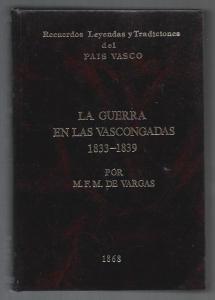 Recuerdos Leyendas y Tradiciones
del
PAIS VASCO
LA GUERRA
EN LAS VASCONGADAS
1833-1839
POR
M.F.M. DE VARGAS
1868